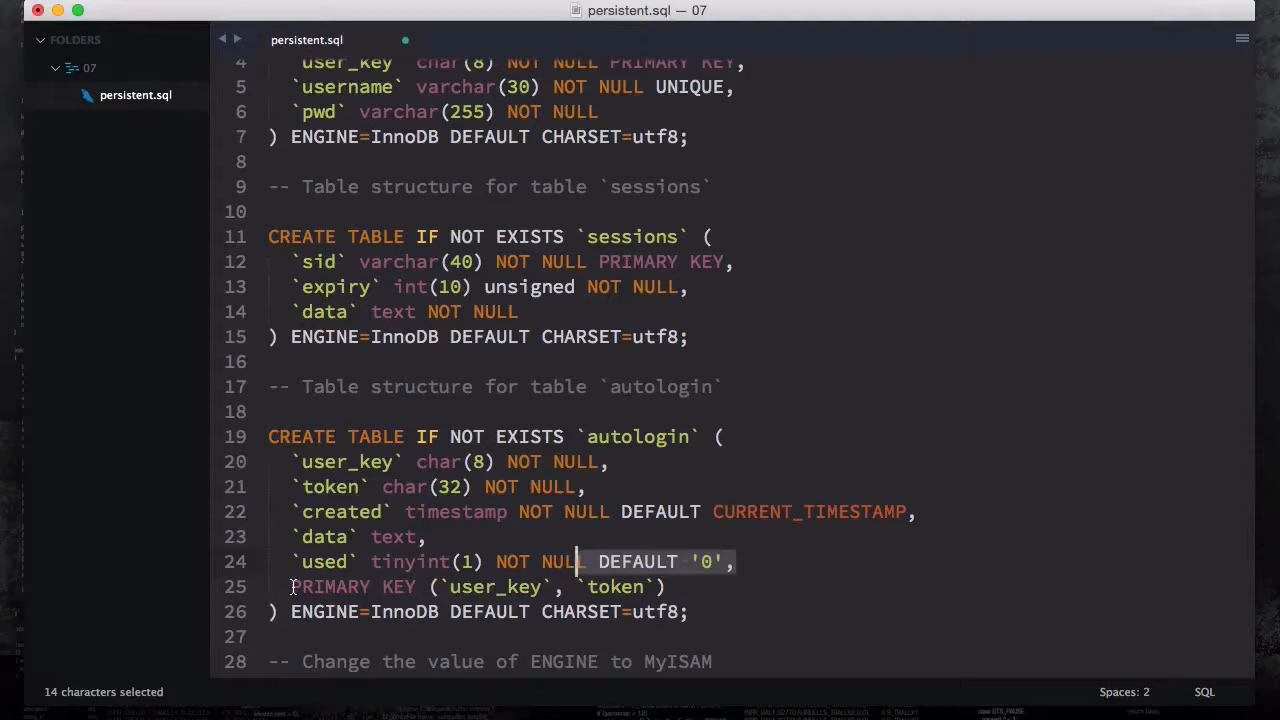 persistent.sql — 07
FOLDERS
07
persistent.sql
persistent.sql
4 `user_key` char(8) NOT NULL PRIMARY KEY,
5 `username` varchar(30) NOT NULL UNIQUE,
6 `pwd` varchar(255) NOT NULL
7 ) ENGINE=InnoDB DEFAULT CHARSET=utf8;
8
9 -- Table structure for table `sessions`
10
11 CREATE TABLE IF NOT EXISTS `sessions` (
12 `sid` varchar(40) NOT NULL PRIMARY KEY,
13 `expiry` int(10) unsigned NOT NULL,
14 `data` text NOT NULL
15 ) ENGINE=InnoDB DEFAULT CHARSET=utf8;
16
17 -- Table structure for table `autologin`
18
19 CREATE TABLE IF NOT EXISTS `autologin` (
20 `user_key` char(8) NOT NULL,
21 `token` char(32) NOT NULL,
22 `created` timestamp NOT NULL DEFAULT CURRENT_TIMESTAMP,
23 `data` text,
24 `used` tinyint(1) NOT NULL DEFAULT '0',
25 PRIMARY KEY (`user_key`, `token`)
26 ) ENGINE=InnoDB DEFAULT CHARSET=utf8;
27
28 -- Change the value of ENGINE to MyISAM
14 characters selected
Spaces: 2
SQL